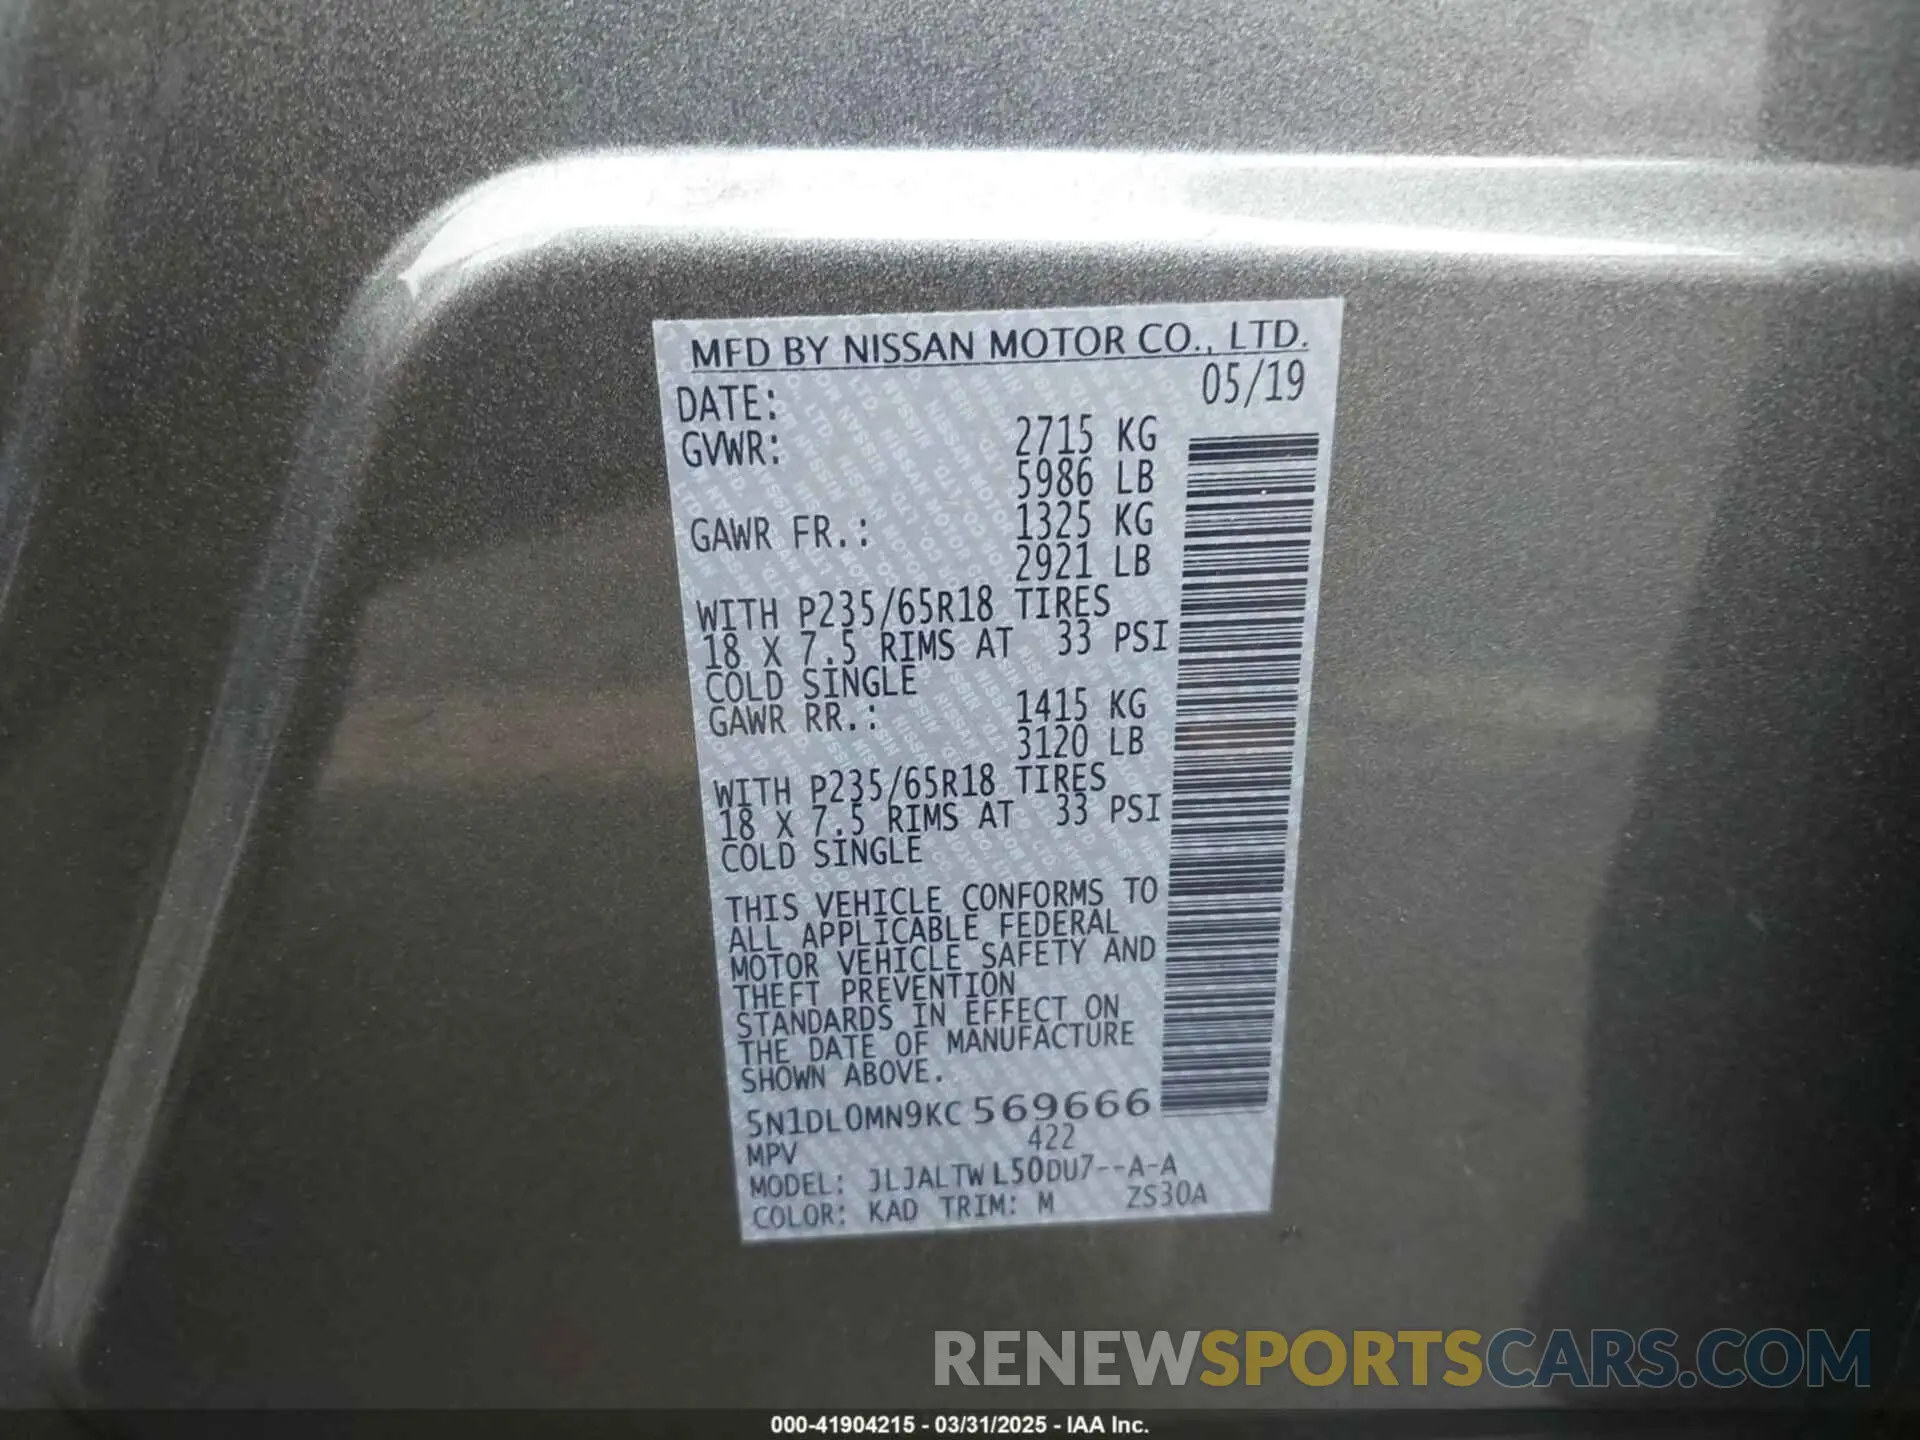 MFD BY NISSAN MOTOR CO., LTD.
DATE: 05/19
GVWR: 2715 KG
5986 LB
GAWR FR.: 1325 KG
2921 LB
WITH P235/65R18 TIRES
18 X 7.5 RIMS AT 33 PSI
COLD SINGLE
GAWR RR.: 1415 KG
3120 LB
WITH P235/65R18 TIRES
18 X 7.5 RIMS AT 33 PSI
COLD SINGLE
THIS VEHICLE CONFORMS TO
ALL APPLICABLE FEDERAL
MOTOR VEHICLE SAFETY AND
THEFT PREVENTION
STANDARDS IN EFFECT ON
THE DATE OF MANUFACTURE
SHOWN ABOVE.
5N1DL0MN9KC569666
MPV 422
MODEL: JLJALTWL50DU7--A-A
COLOR: KAD TRIM: M ZS30A
RENEWSPORTSCARS.COM
000-41904215 - 03/31/2025 - IAA Inc.